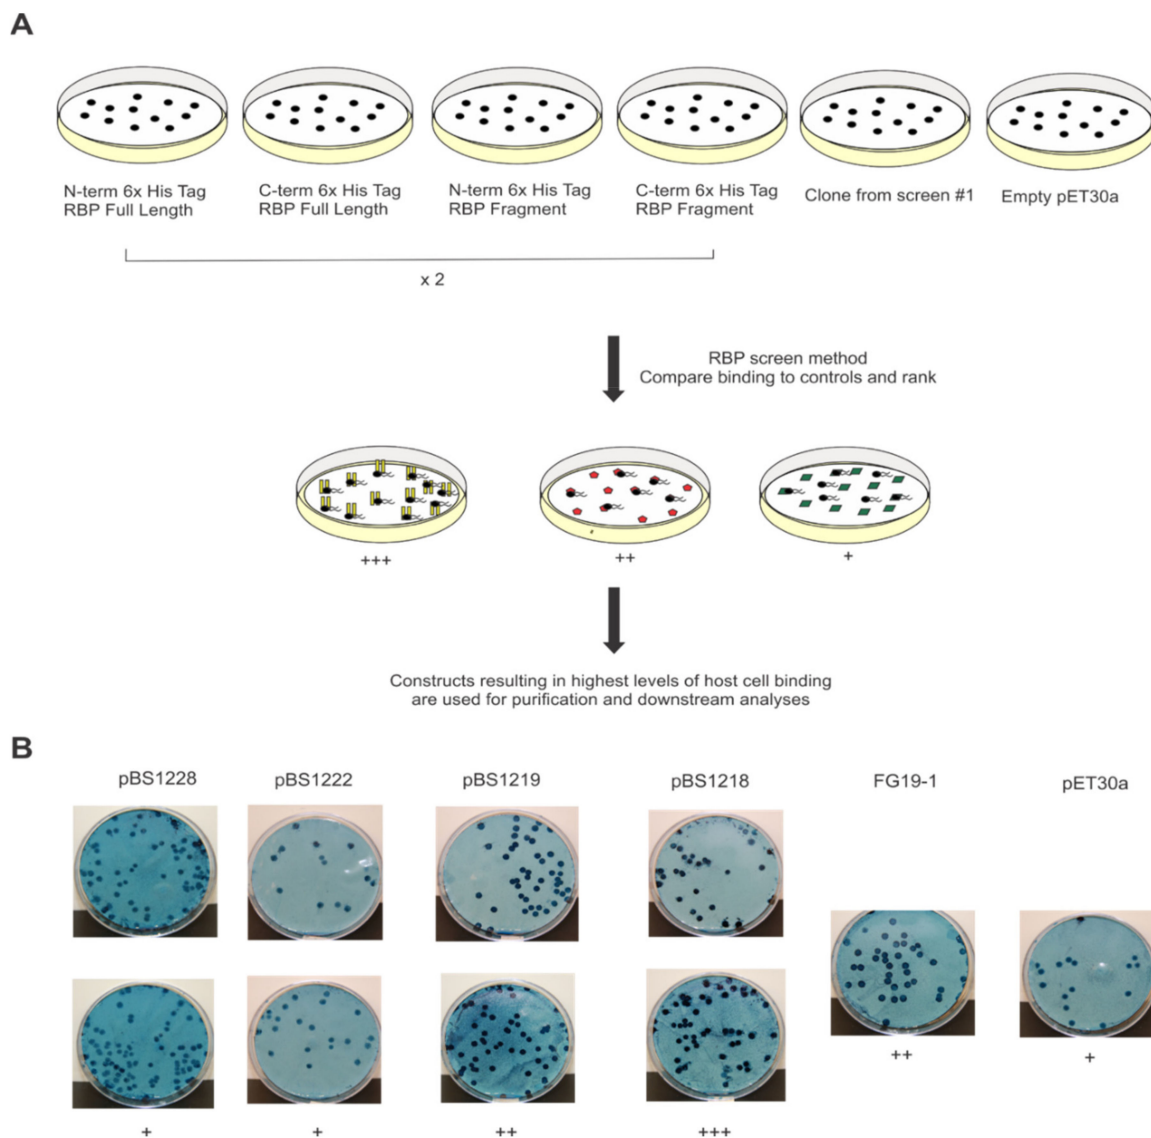 A
N-term 6x His Tag
RBP Full Length
C-term 6x His Tag
RBP Full Length
N-term 6x His Tag
RBP Fragment
C-term 6x His Tag
RBP Fragment
Clone from screen #1
Empty pET30a
x 2
RBP screen method
Compare binding to controls and rank
+++
++
+
Constructs resulting in highest levels of host cell binding
are used for purification and downstream analyses
B
pBS1228
pBS1222
pBS1219
pBS1218
FG19-1
pET30a
++
+
+
+
++
+++